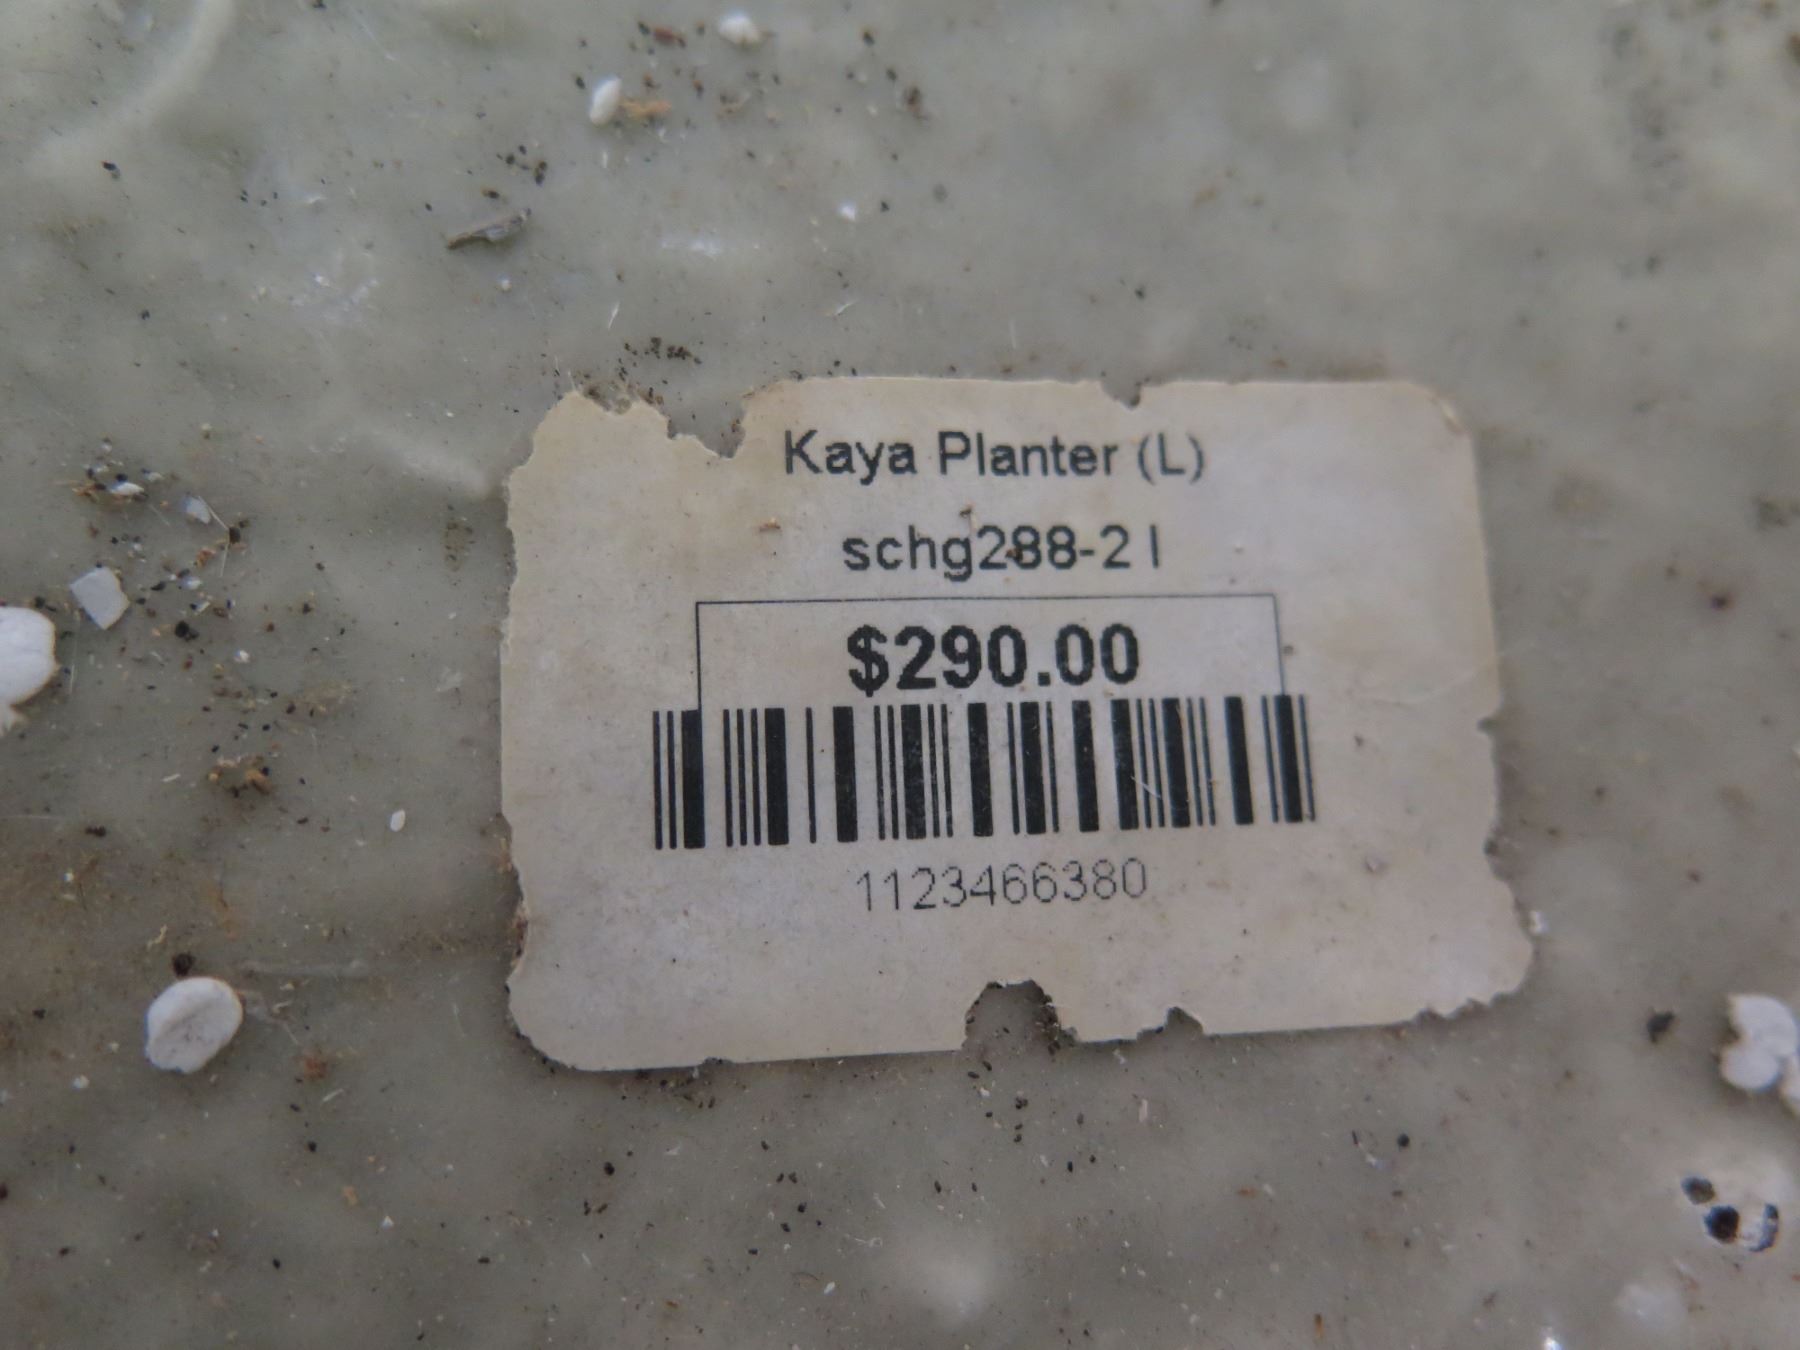 Kaya Planter (L)
schg288-2 l
$290.00
1123466380